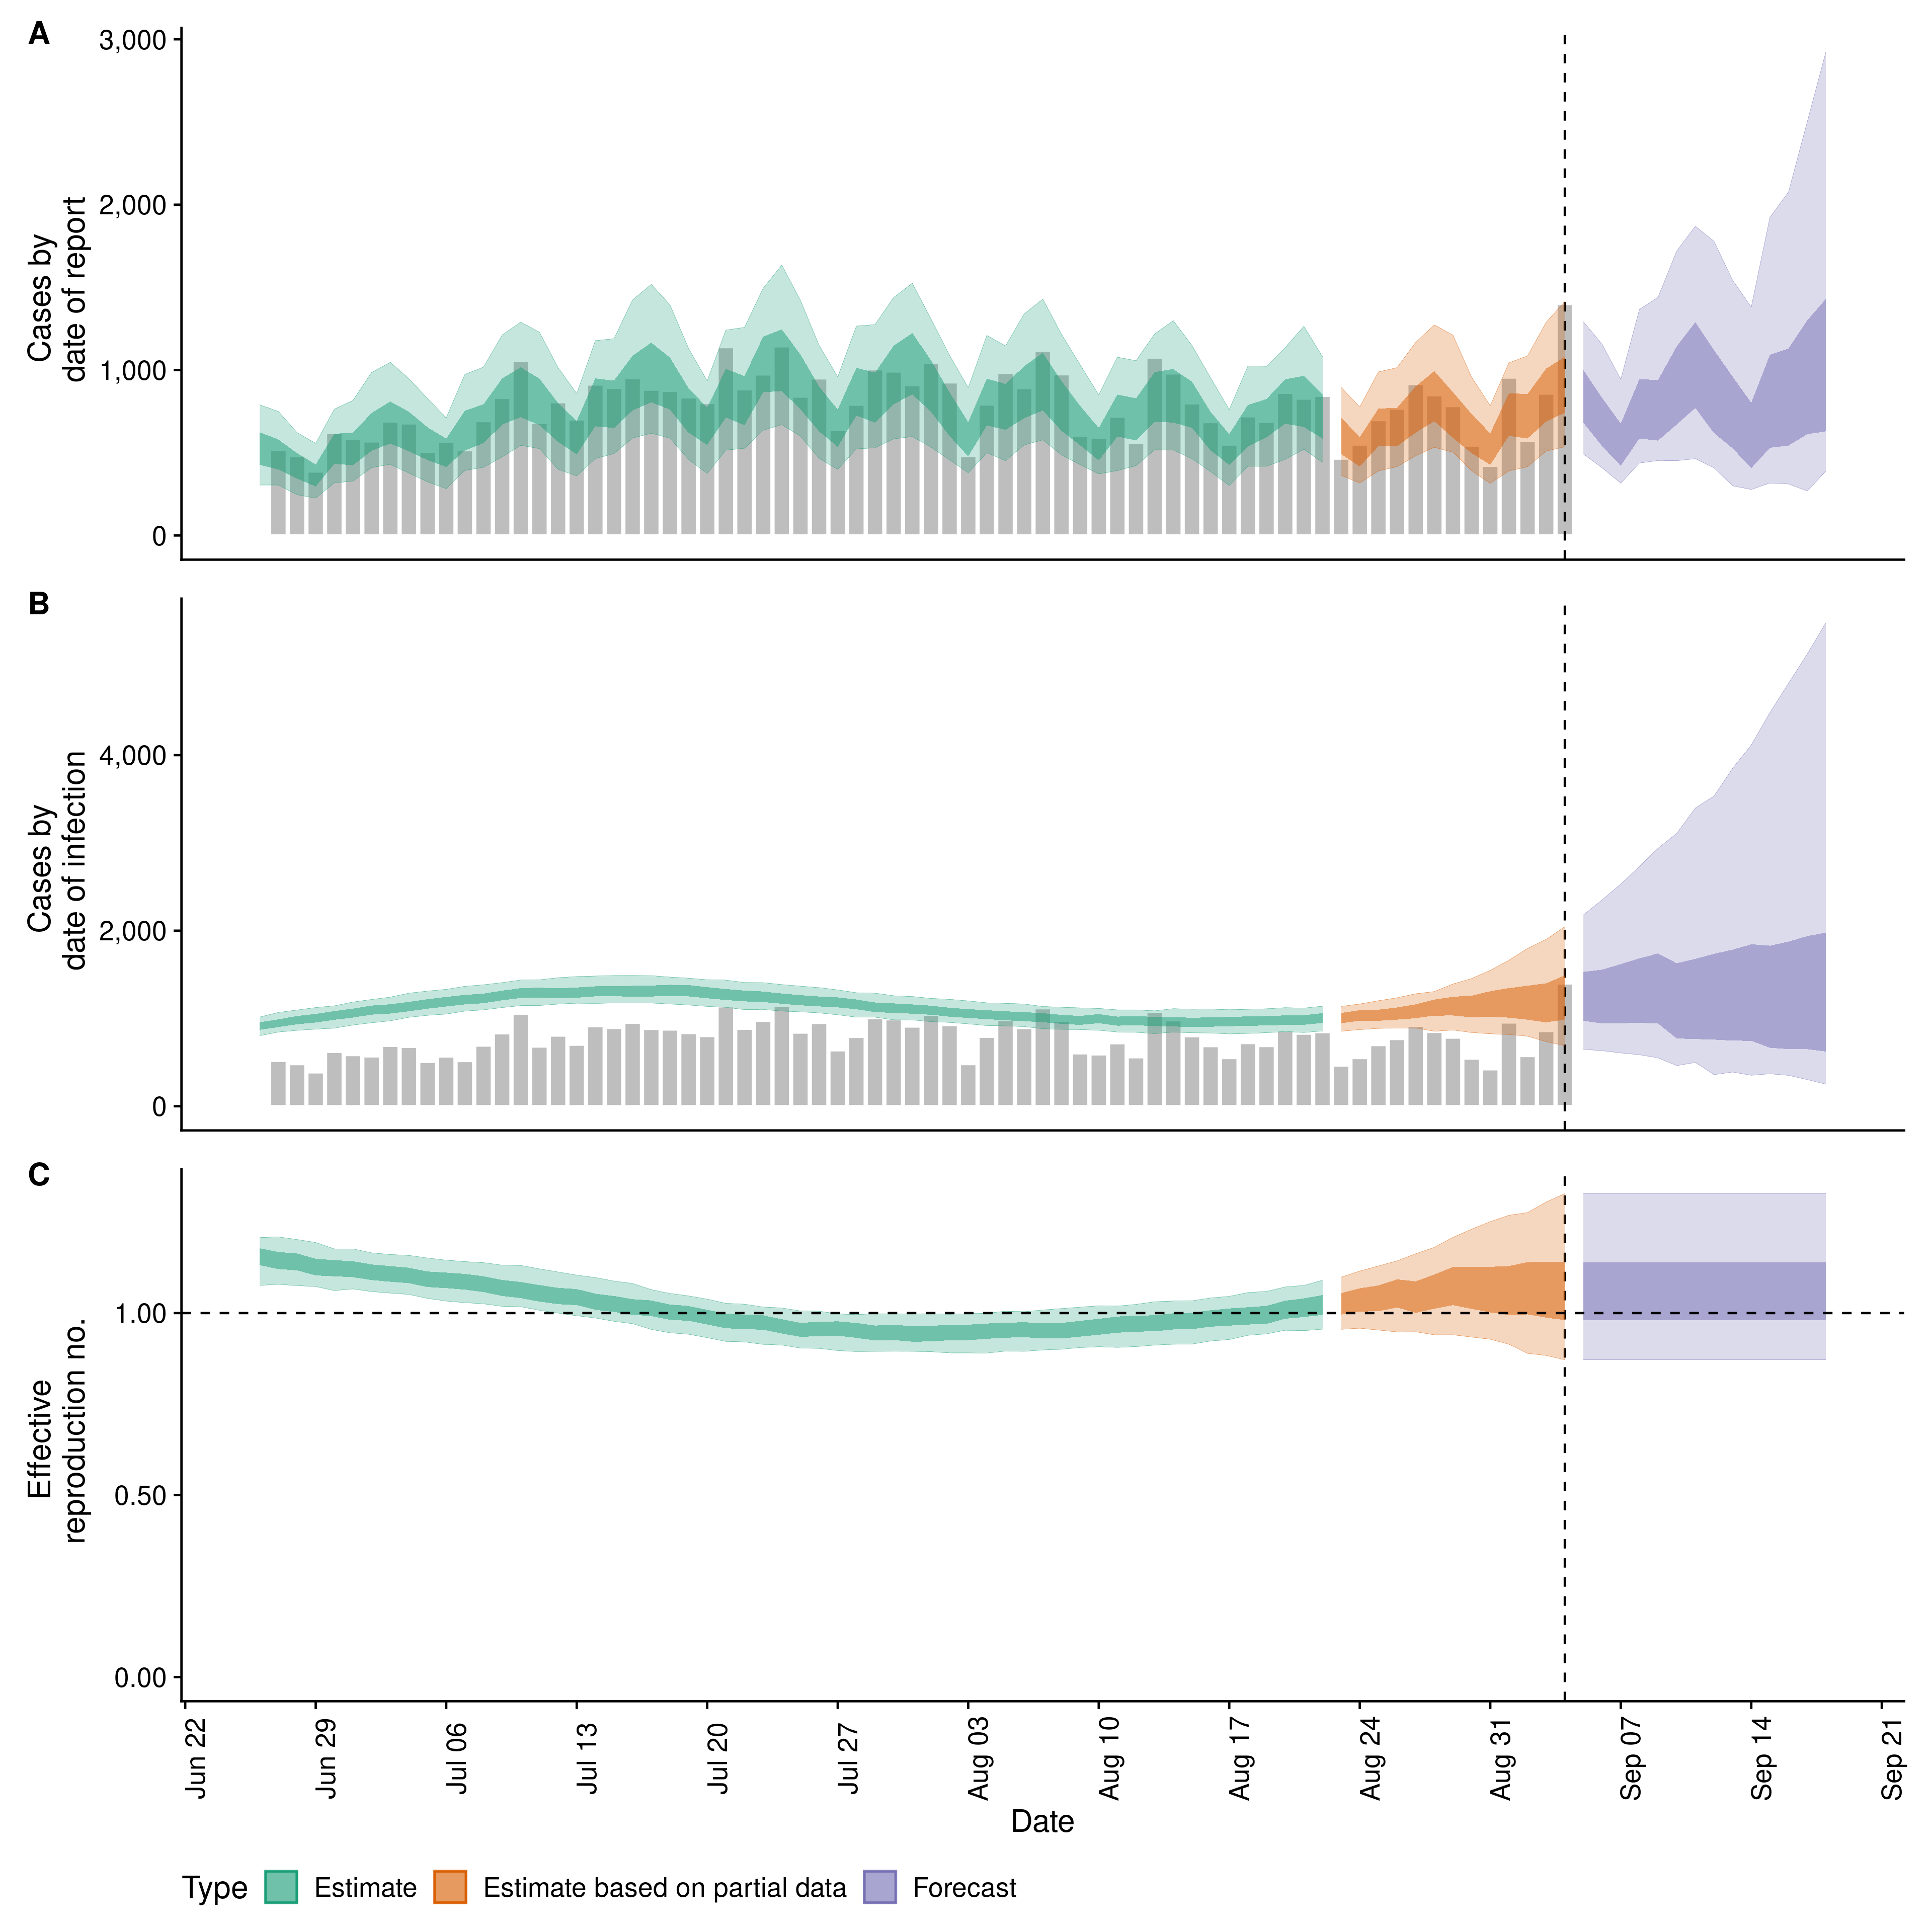 A
Cases by
date of report
3,000
2,000
1,000
0
B
Cases by
date of infection
4,000
2,000
0
C
Effective
reproduction no.
1.00
0.50
0.00
Jun 22
Jun 29
Jul 06
Jul 13
Jul 20
Jul 27
Aug 03
Aug 10
Aug 17
Aug 24
Aug 31
Sep 07
Sep 14
Sep 21
Date
Type Estimate Estimate based on partial data Forecast